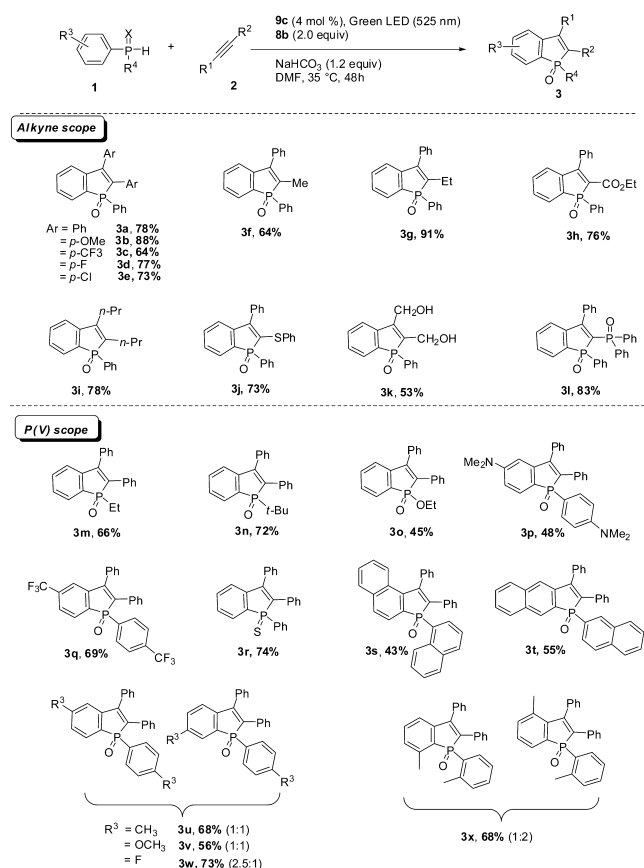 R³
X
P
H
R⁴
1
+
R²
R¹
2
9c (4 mol %), Green LED (525 nm)
8b (2.0 equiv)
NaHCO₃ (1.2 equiv)
DMF, 35 °C, 48h
R³
R¹
R²
P
O
R⁴
3
Alkyne scope
Ar
Ar
P
O
Ph
Ar = Ph 3a, 78%
= p-OMe 3b, 88%
= p-CF3 3c, 64%
= p-F 3d, 77%
= p-Cl 3e, 73%
Ph
Me
P
O
Ph
3f, 64%
Ph
Et
P
O
Ph
3g, 91%
Ph
CO₂Et
P
O
Ph
3h, 76%
n-Pr
n-Pr
P
O
Ph
3i, 78%
Ph
SPh
P
O
Ph
3j, 73%
CH₂OH
CH₂OH
P
O
Ph
3k, 53%
Ph
O
P
Ph
Ph
P
O
Ph
3l, 83%
P(V) scope
Ph
Ph
P
O
Et
3m, 66%
Ph
Ph
P
O
t-Bu
3n, 72%
Ph
Ph
P
O
OEt
3o, 45%
Me₂N
Ph
Ph
P
O
NMe₂
3p, 48%
CF₃
Ph
Ph
P
O
CF₃
3q, 69%
Ph
Ph
P
S
Ph
3r, 74%
Ph
Ph
P
O
3s, 43%
Ph
Ph
P
O
3t, 55%
R³
Ph
Ph
P
O
R³
R³
Ph
Ph
P
O
R³
Ph
Ph
P
O
Ph
Ph
P
O
R³ = CH₃ 3u, 68% (1:1)
= OCH₃ 3v, 56% (1:1)
= F 3w, 73% (2.5:1)
3x, 68% (1:2)